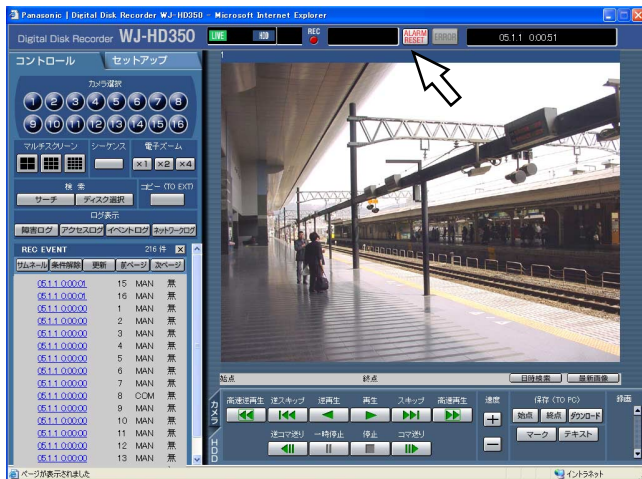 Panasonic | Digital Disk Recorder WJ-HD350 - Microsoft Internet Explorer
Digital Disk Recorder WJ-HD350
LIVE
HDD
REC
ALARM RESET
ERROR
05.1.1 0:00:51
コントロール
セットアップ
1
カメラ選択
1 2 3 4 5 6 7 8
9 10 11 12 13 14 15 16
マルチスクリーン シーケンス 電子ズーム
×1 ×2 ×4
検 索 コピー (TO EXT)
サーチ ディスク選択
ログ表示
障害ログ アクセスログ イベントログ ネットワークログ
REC EVENT 216 件 X
サムネール 条件解除 更新 前ページ 次ページ
05.1.1 0:00:01 15 MAN 無
05.1.1 0:00:01 16 MAN 無
05.1.1 0:00:00 1 MAN 無
05.1.1 0:00:00 2 MAN 無
05.1.1 0:00:00 3 MAN 無
05.1.1 0:00:00 4 MAN 無
05.1.1 0:00:00 5 MAN 無
05.1.1 0:00:00 6 MAN 無
05.1.1 0:00:00 7 MAN 無
05.1.1 0:00:00 8 COM 無
05.1.1 0:00:00 9 MAN 無
05.1.1 0:00:00 10 MAN 無
05.1.1 0:00:00 11 MAN 無
05.1.1 0:00:00 12 MAN 無
05.1.1 0:00:00 13 MAN 無
始点 終点 日時検索 最新画像
カメラ
HDD
高速逆再生 逆スキップ 逆再生 再生 スキップ 高速再生 速度 保存 (TO PC) 録画
始点 終点 ダウンロード
逆コマ送り 一時停止 停止 コマ送り
マーク テキスト
ページが表示されました イントラネット